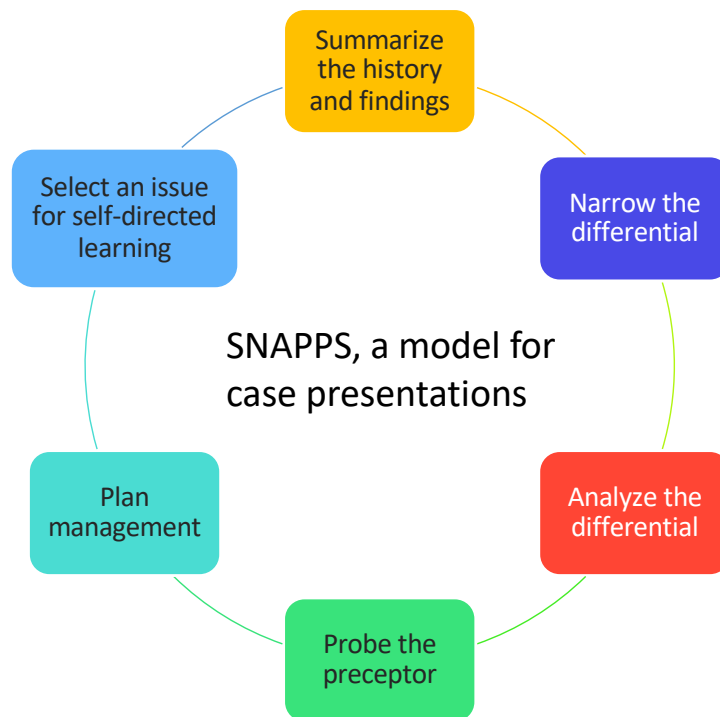 Summarize
the history
and findings
Narrow the
differential
Analyze the
differential
Probe the
preceptor
Plan
management
Select an issue
for self-directed
learning
SNAPPS, a model for
case presentations